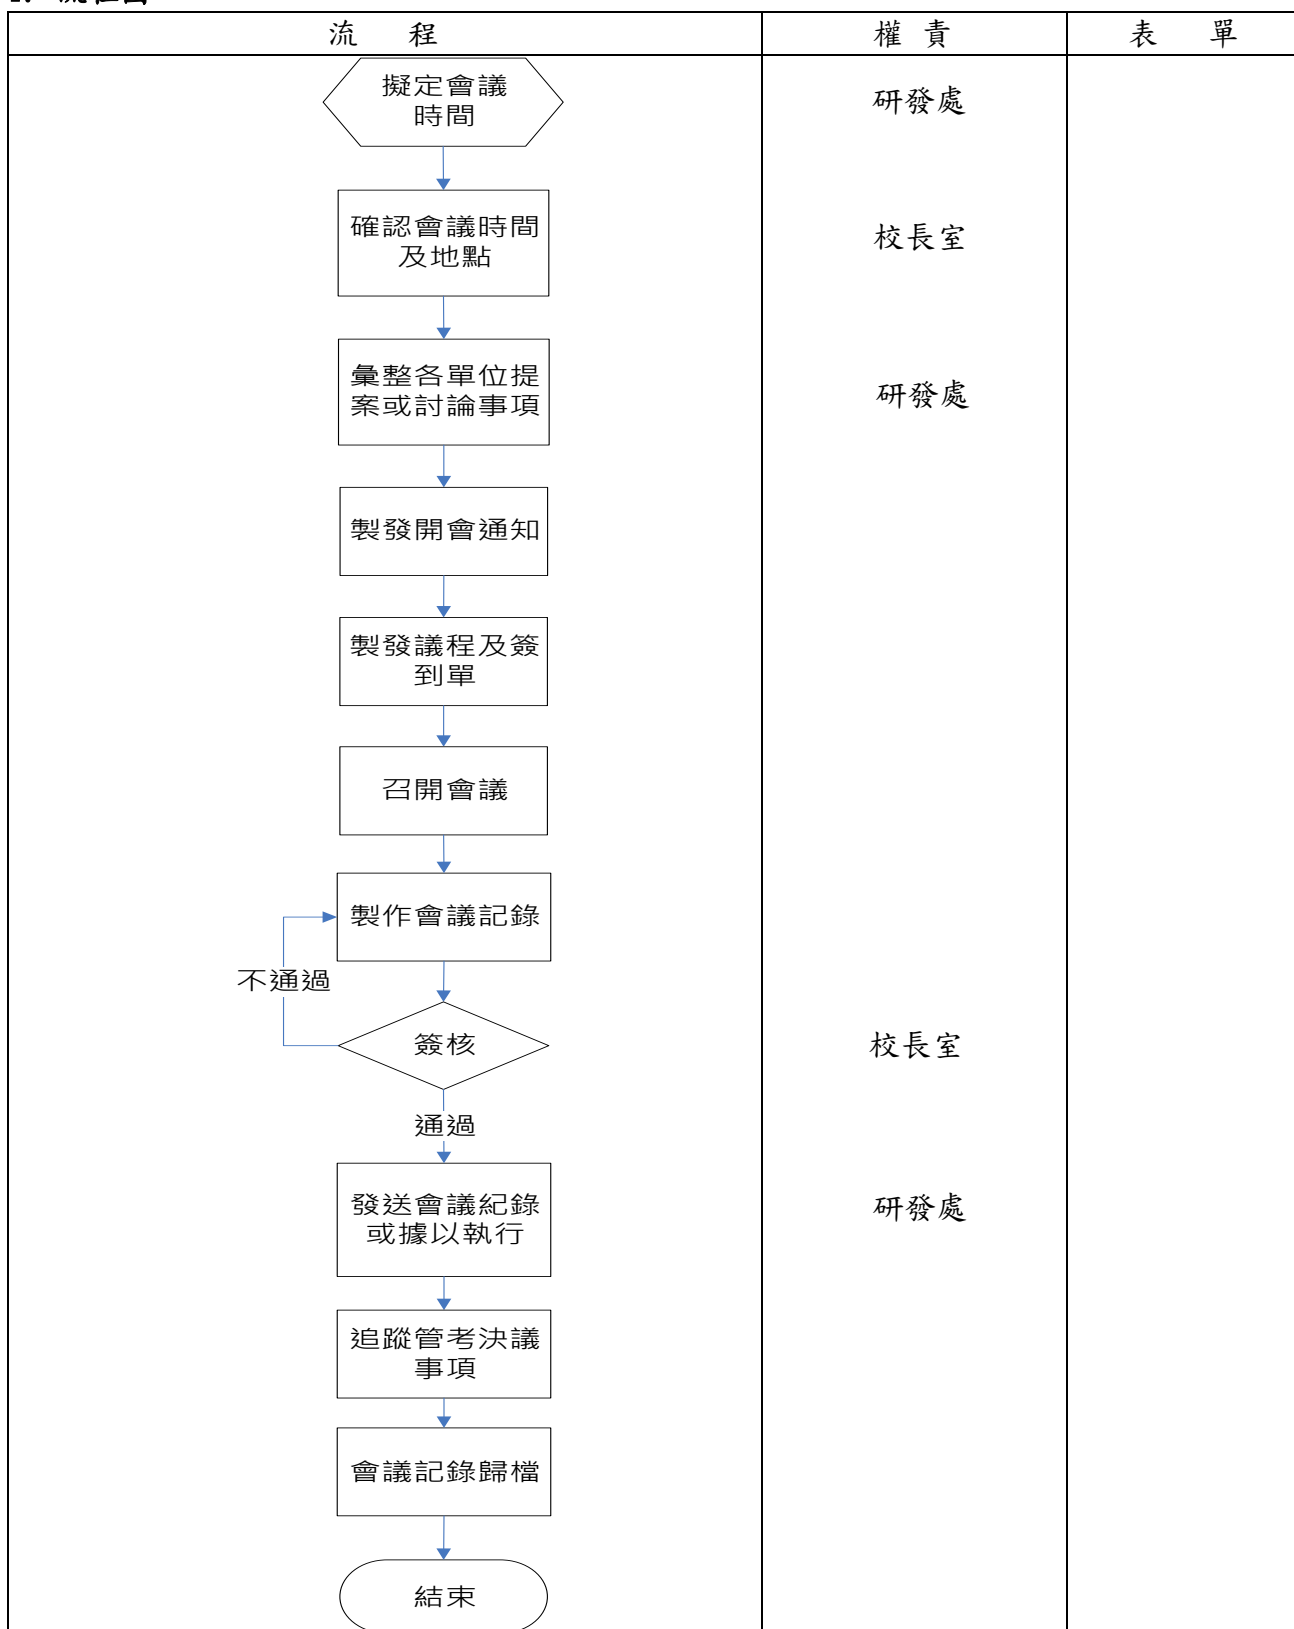 流 程 權 責 表 單
擬定會議
時間
研發處
確認會議時間
及地點
校長室
彙整各單位提
案或討論事項
研發處
製發開會通知
製發議程及簽
到單
召開會議
製作會議記錄
不通過
簽核
校長室
通過
發送會議紀錄
或據以執行
研發處
追蹤管考決議
事項
會議記錄歸檔
結束